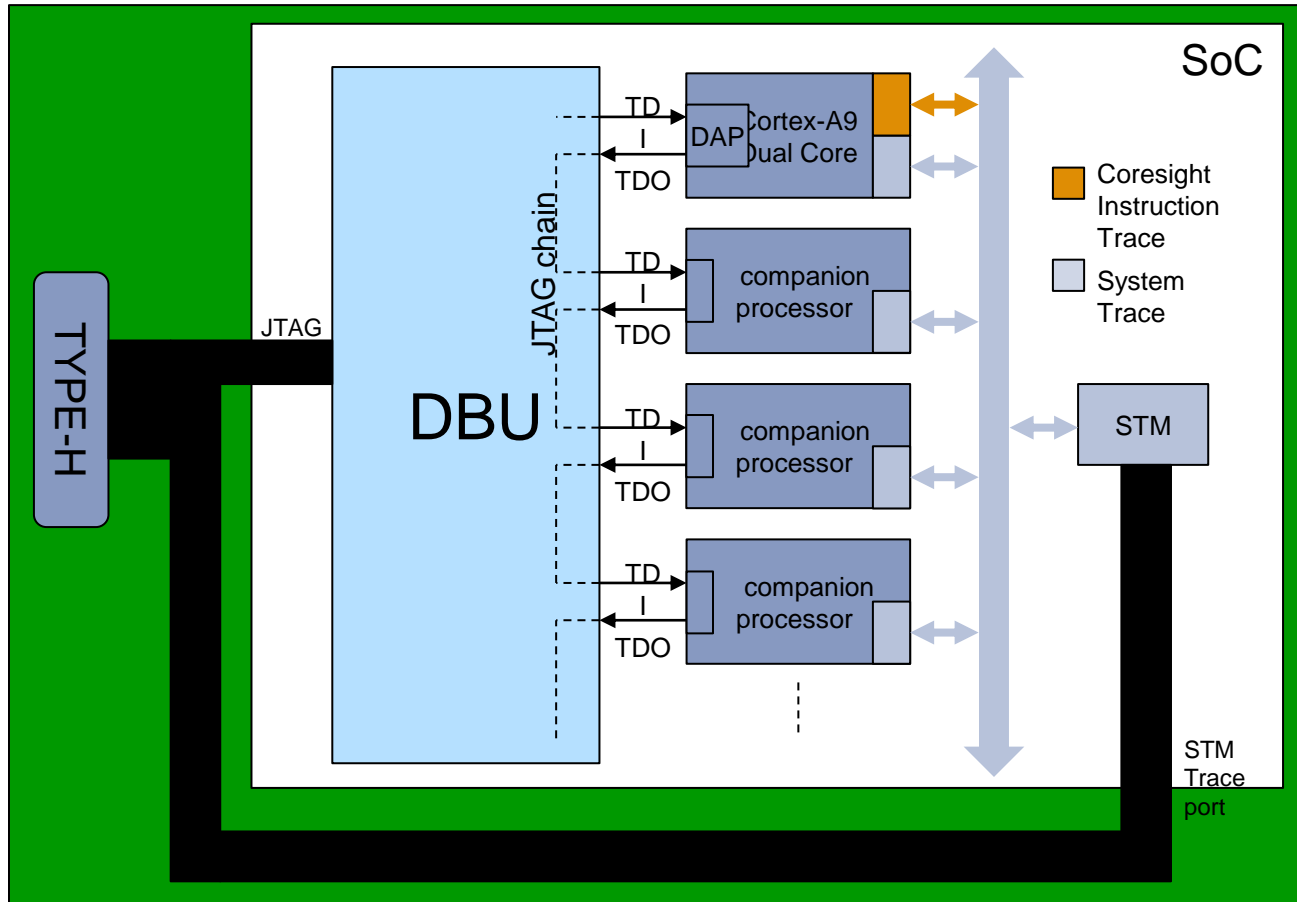 SoC
TD
I
TDO
DAP
Cortex-A9
Dual Core
Coresight
Instruction
Trace
System
Trace
JTAG chain
TD
I
TDO
companion
processor
TYPE-H
JTAG
DBU
TD
I
TDO
companion
processor
STM
TD
I
TDO
companion
processor
STM
Trace
port